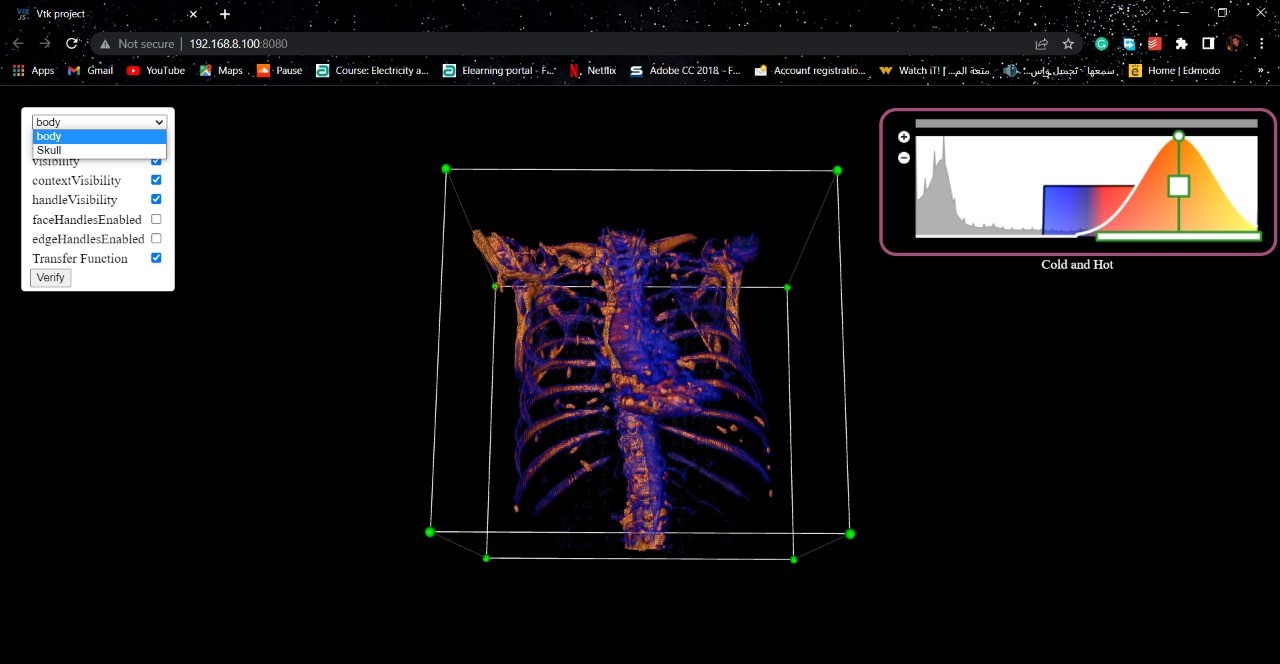 Vtk project
Not secure | 192.168.8.100:8080
Apps
Gmail
YouTube
Maps
Pause
Course: Electricity a...
Elearning portal - F...
Netflix
Adobe CC 2018 - F...
Account registratio...
Watch iT! [ ...متعة الم
سمعها - تحميل واس...
Home | Edmodo
»
body
body
Skull
visibility
contextVisibility
handleVisibility
faceHandlesEnabled
edgeHandlesEnabled
Transfer Function
Verify
Cold and Hot